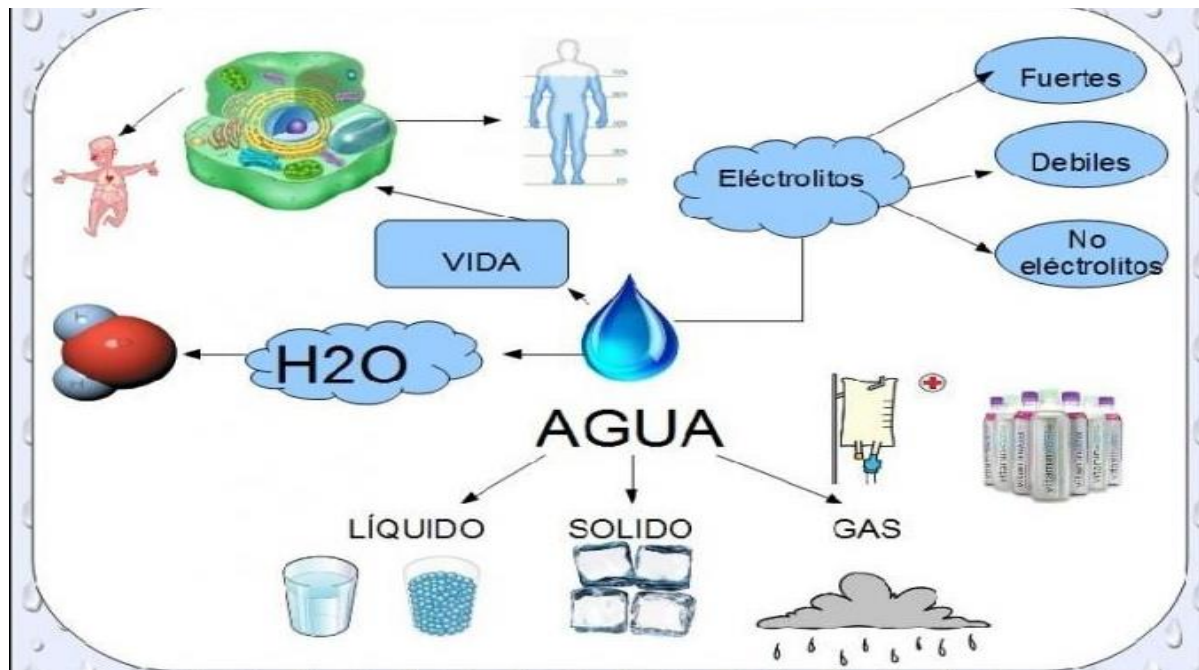 Fuertes
Eléctrolitos
Debiles
No
eléctrolitos
VIDA
H2O
H
H
AGUA
LÍQUIDO
SOLIDO
GAS